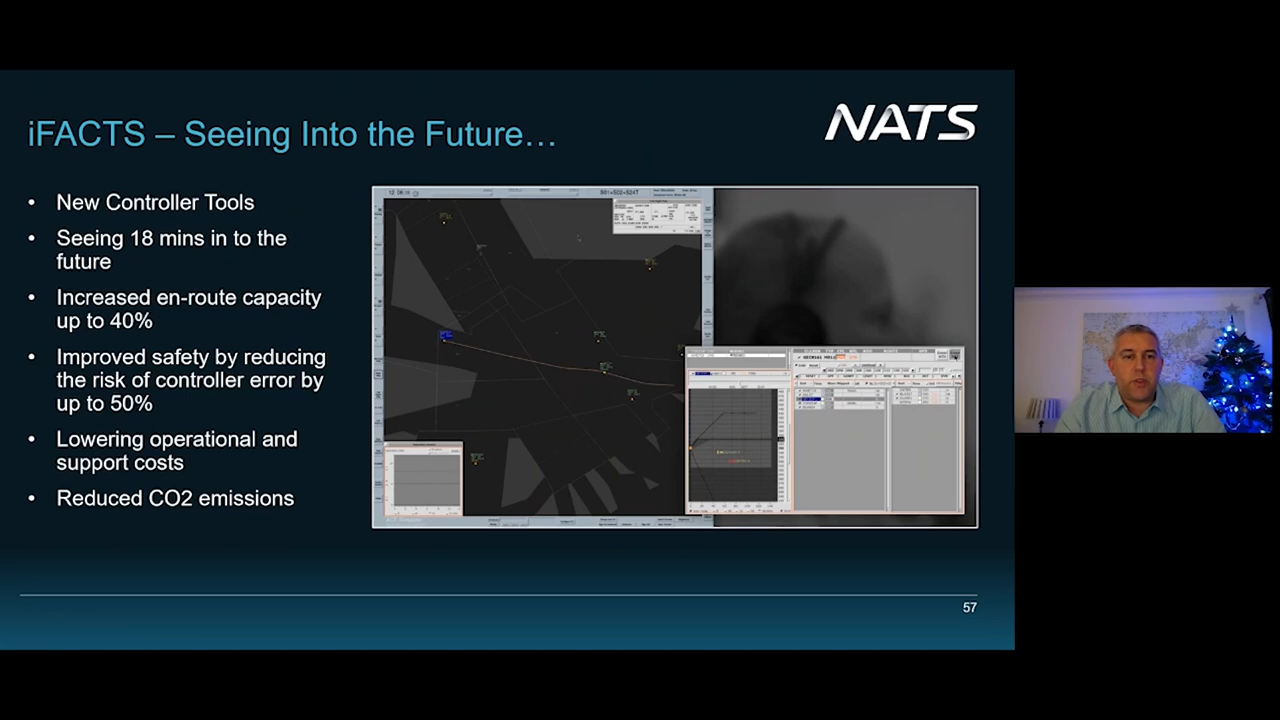 iFACTS – Seeing Into the Future…
NATS
• New Controller Tools
• Seeing 18 mins in to the
future
• Increased en-route capacity
up to 40%
• Improved safety by reducing
the risk of controller error by
up to 50%
• Lowering operational and
support costs
• Reduced CO2 emissions
57